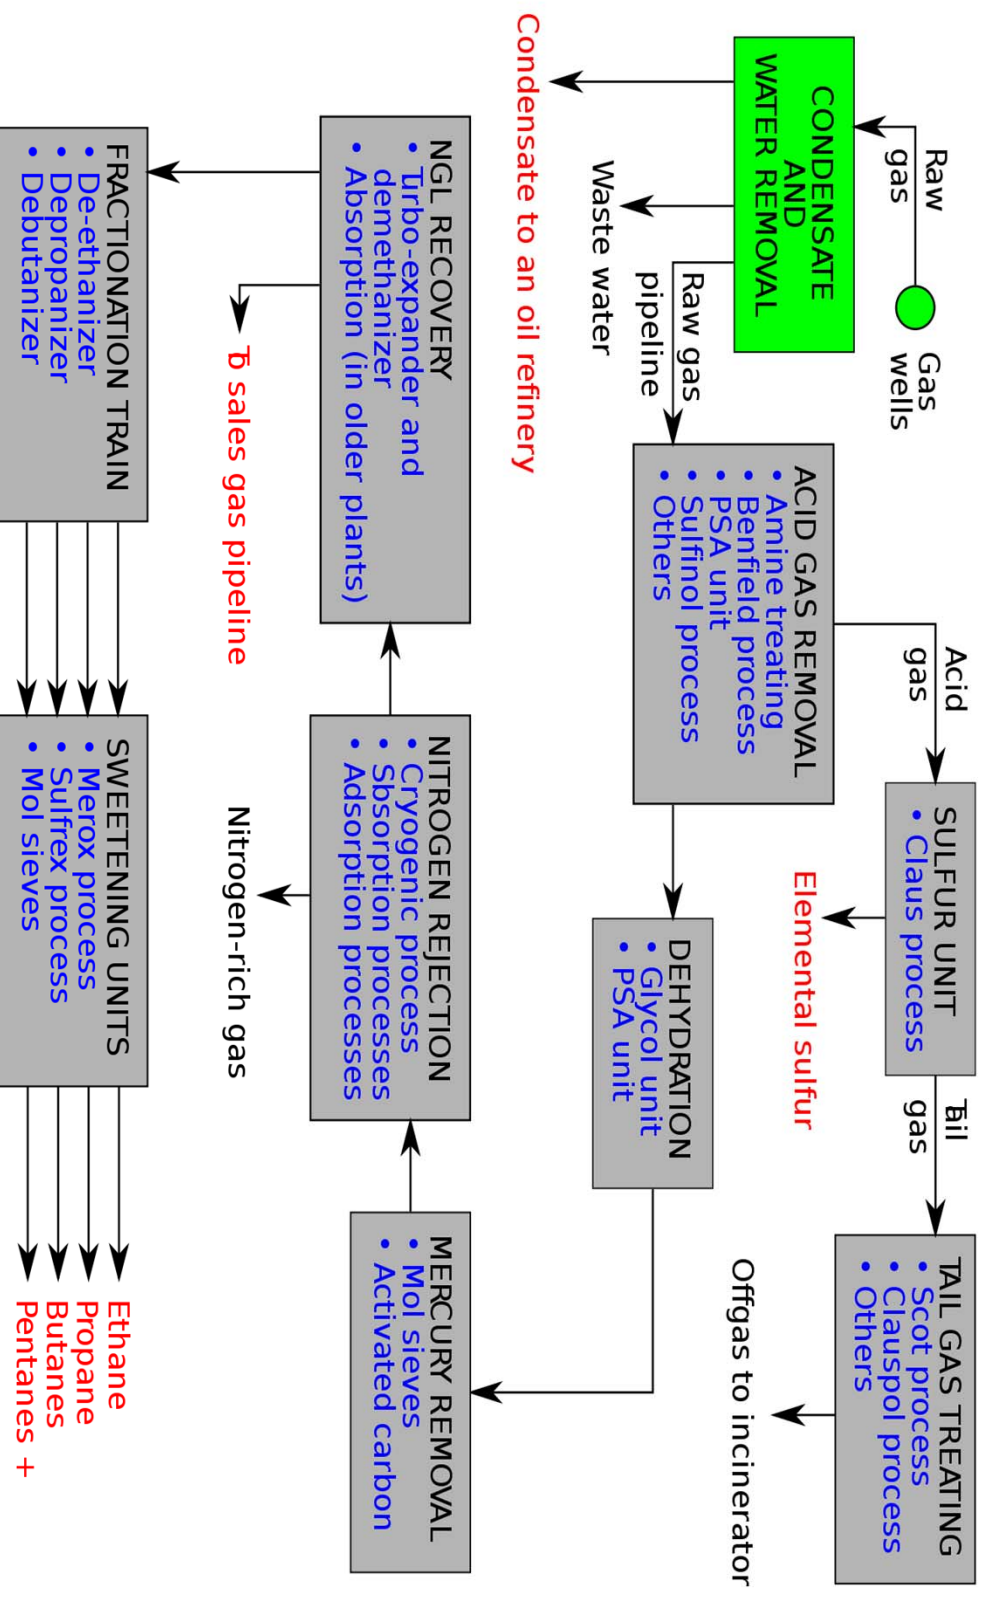 Gas
wells
Raw
gas
CONDENSATE
AND
WATER REMOVAL
Condensate to an oil refinery
Waste water
Raw gas
pipeline
ACID GAS REMOVAL
• Amine treating
• Benfield process
• PSA unit
• Sulfinol process
• Others
Acid
gas
SULFUR UNIT
• Claus process
Elemental sulfur
Tail
gas
TAIL GAS TREATING
• Scot process
• Clauspol process
• Others
Offgas to incinerator
DEHYDRATION
• Glycol unit
• PSA unit
MERCURY REMOVAL
• Mol sieves
• Activated carbon
NITROGEN REJECTION
• Cryogenic process
• Sbsorption processes
• Adsorption processes
Nitrogen-rich gas
NGL RECOVERY
• Turbo-expander and
demethanizer
• Absorption (in older plants)
To sales gas pipeline
FRACTIONATION TRAIN
• De-ethanizer
• Depropanizer
• Debutanizer
SWEETENING UNITS
• Merox process
• Sulfrex process
• Mol sieves
Ethane
Propane
Butanes
Pentanes +